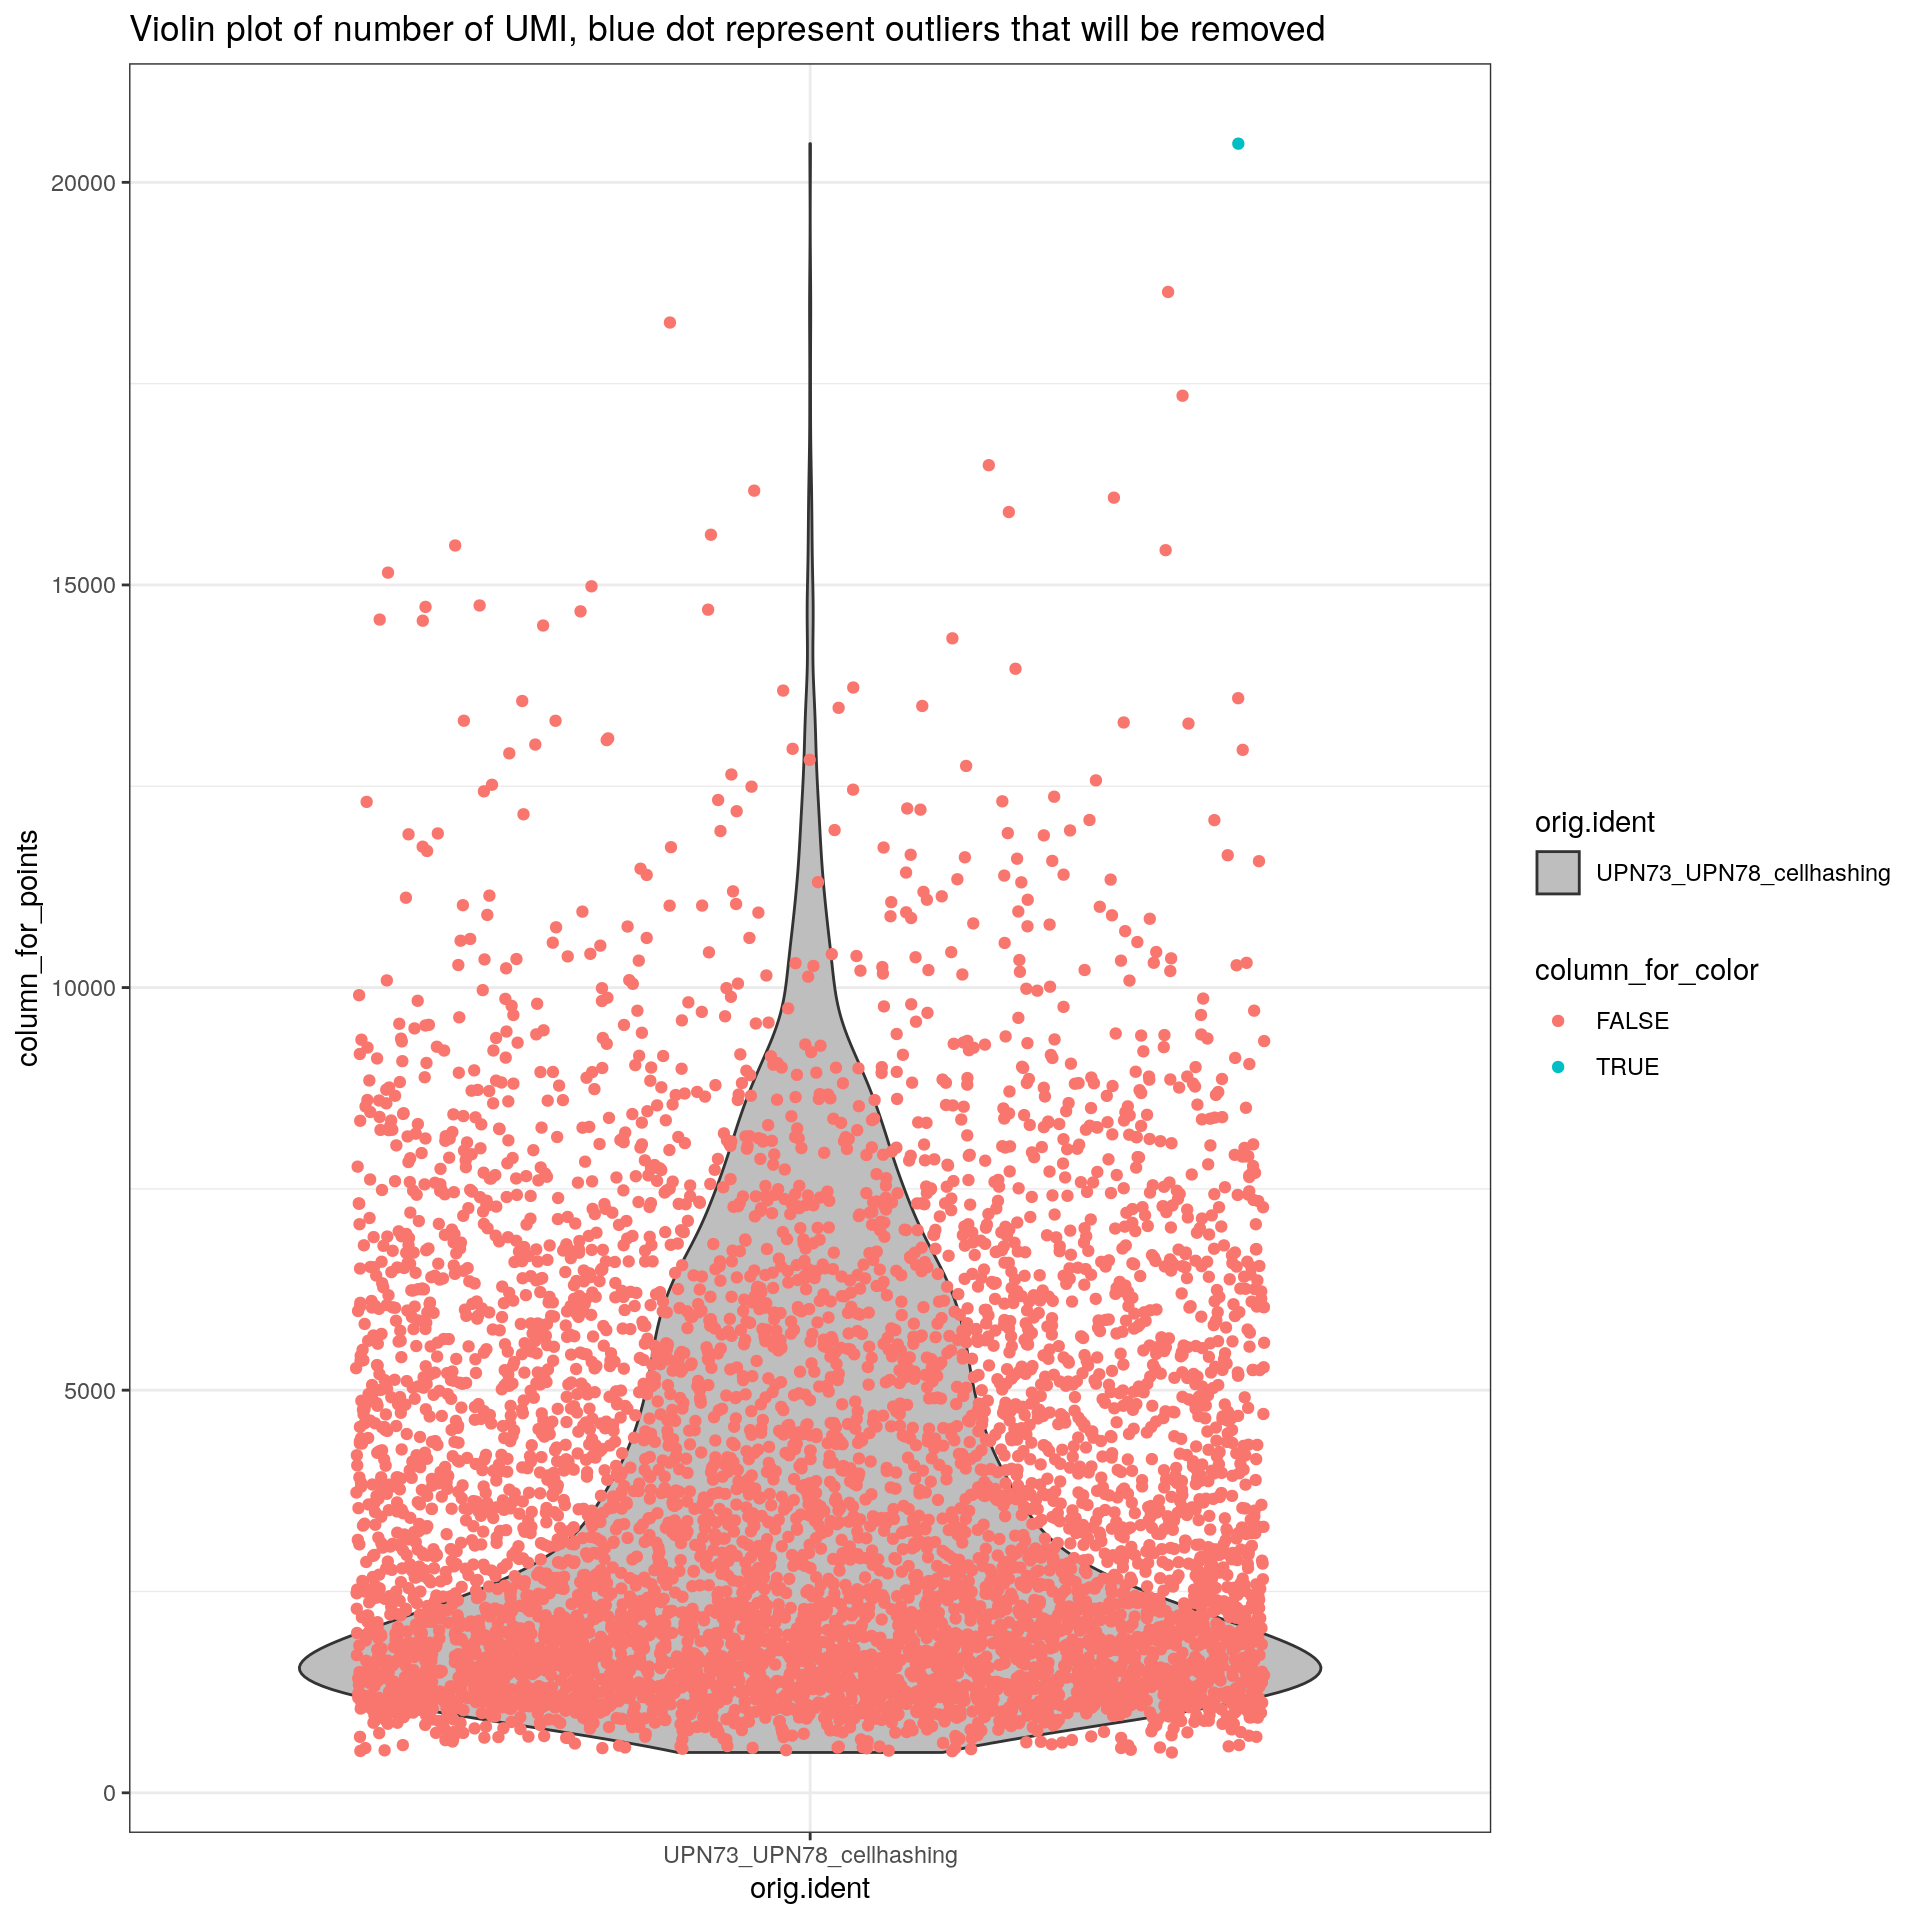 Violin plot of number of UMI, blue dot represent outliers that will be removed
column_for_points
20000
15000
10000
5000
0
UPN73_UPN78_cellhashing
orig.ident
orig.ident
UPN73_UPN78_cellhashing
column_for_color
FALSE
TRUE